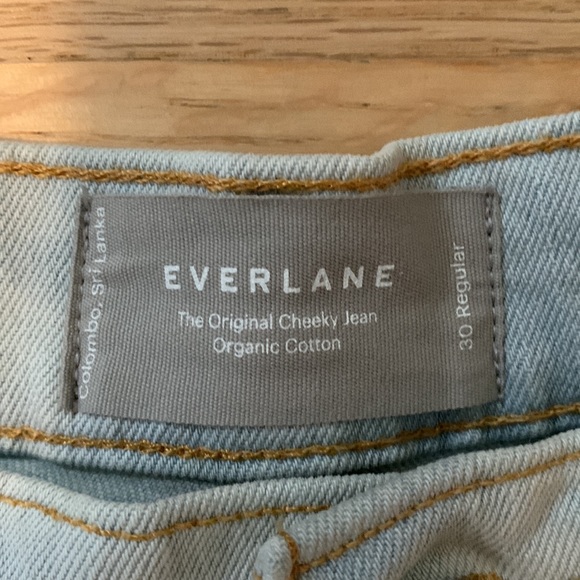 Colombo, Sri Lanka
EVERLANE
The Original Cheeky Jean
Organic Cotton
30 Regular